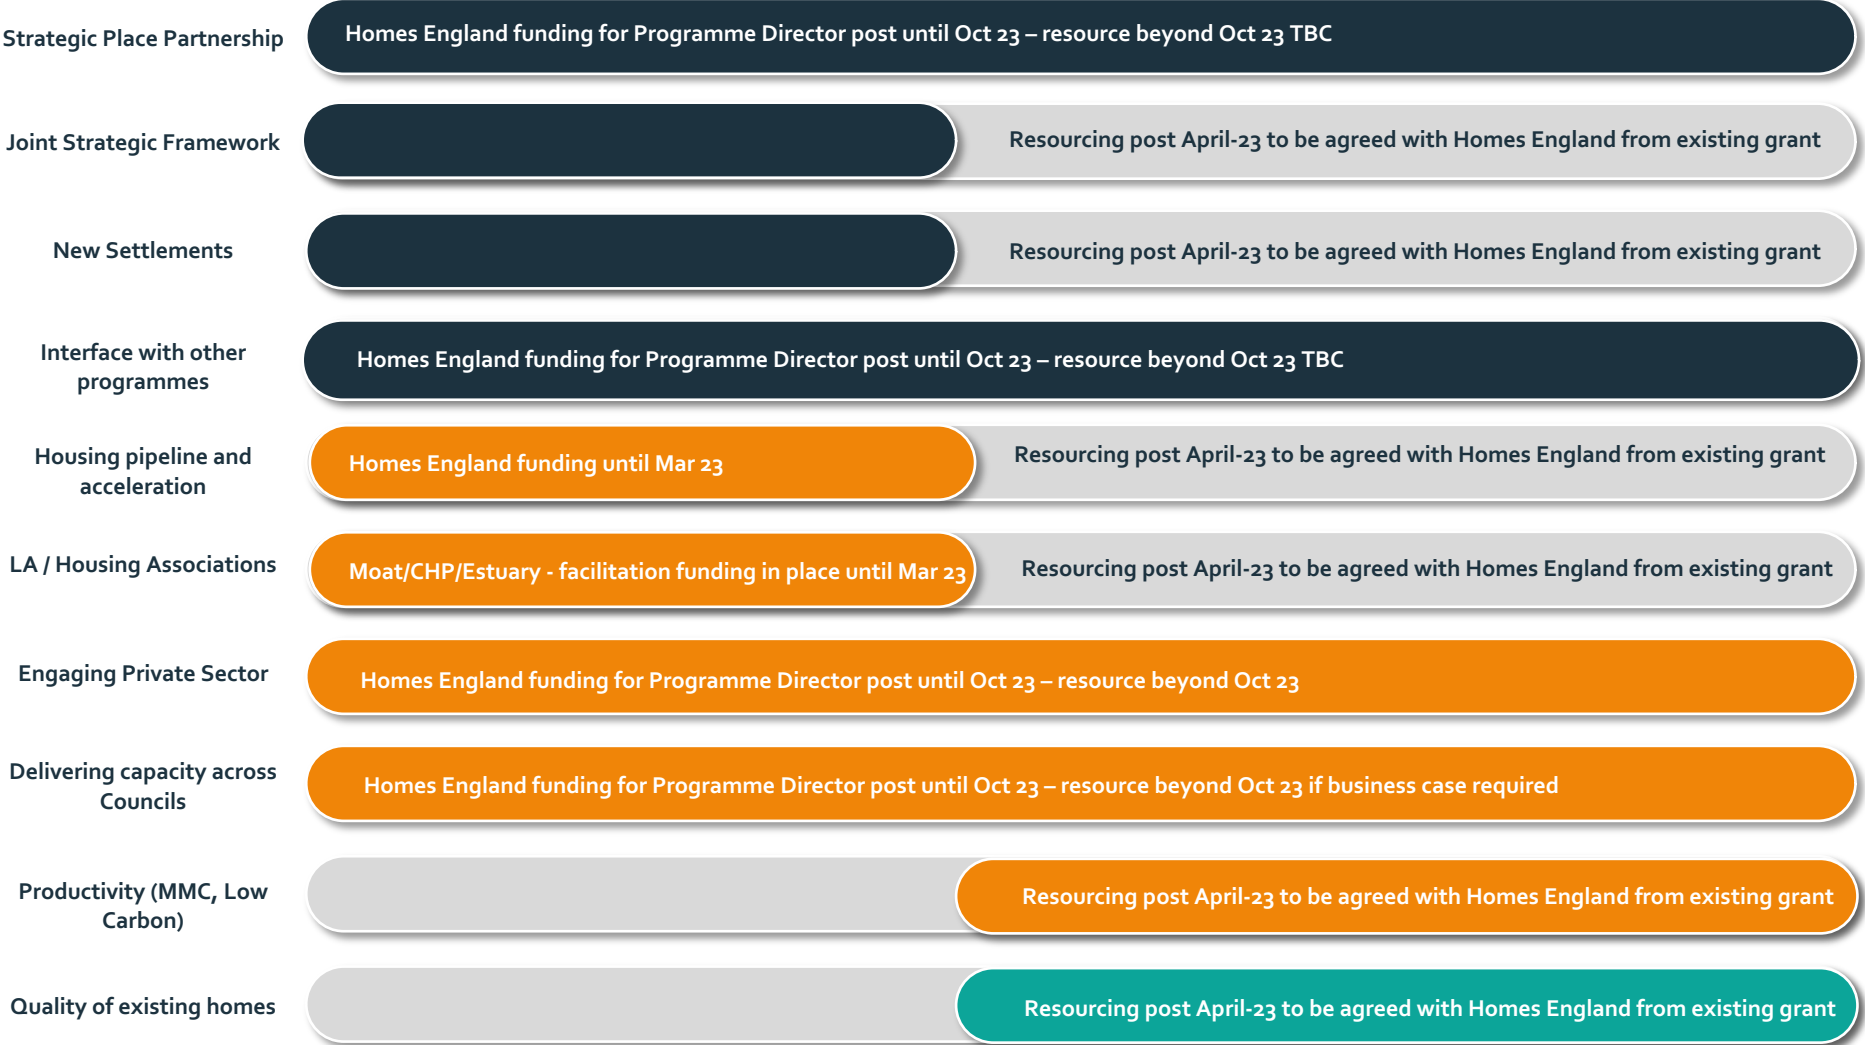 Strategic Place Partnership
Homes England funding for Programme Director post until Oct 23 – resource beyond Oct 23 TBC
Joint Strategic Framework
Resourcing post April-23 to be agreed with Homes England from existing grant
New Settlements
Resourcing post April-23 to be agreed with Homes England from existing grant
Interface with other
programmes
Homes England funding for Programme Director post until Oct 23 – resource beyond Oct 23 TBC
Housing pipeline and
acceleration
Homes England funding until Mar 23
Resourcing post April-23 to be agreed with Homes England from existing grant
LA / Housing Associations
Moat/CHP/Estuary - facilitation funding in place until Mar 23
Resourcing post April-23 to be agreed with Homes England from existing grant
Engaging Private Sector
Homes England funding for Programme Director post until Oct 23 – resource beyond Oct 23
Delivering capacity across
Councils
Homes England funding for Programme Director post until Oct 23 – resource beyond Oct 23 if business case required
Productivity (MMC, Low
Carbon)
Resourcing post April-23 to be agreed with Homes England from existing grant
Quality of existing homes
Resourcing post April-23 to be agreed with Homes England from existing grant